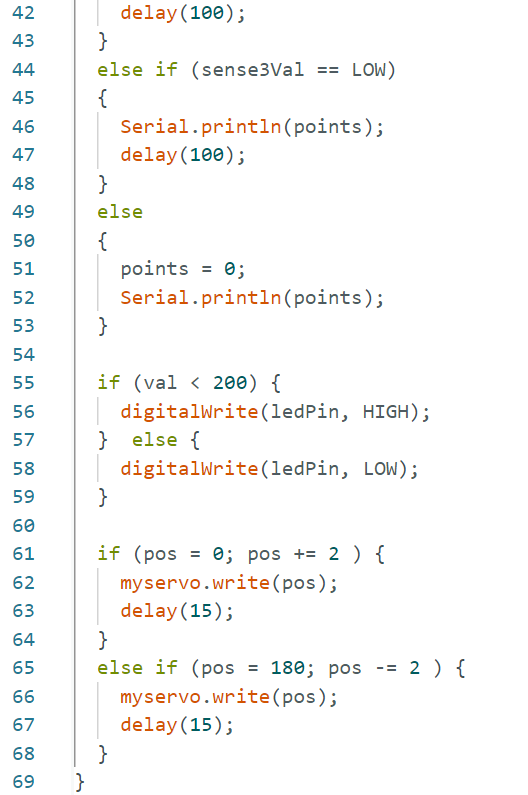 42 delay(100);
43 }
44 else if (sense3Val == LOW)
45 {
46 Serial.println(points);
47 delay(100);
48 }
49 else
50 {
51 points = 0;
52 Serial.println(points);
53 }
54
55 if (val < 200) {
56 digitalWrite(ledPin, HIGH);
57 }  else {
58 digitalWrite(ledPin, LOW);
59 }
60
61 if (pos = 0; pos += 2 ) {
62 myservo.write(pos);
63 delay(15);
64 }
65 else if (pos = 180; pos -= 2 ) {
66 myservo.write(pos);
67 delay(15);
68 }
69 }